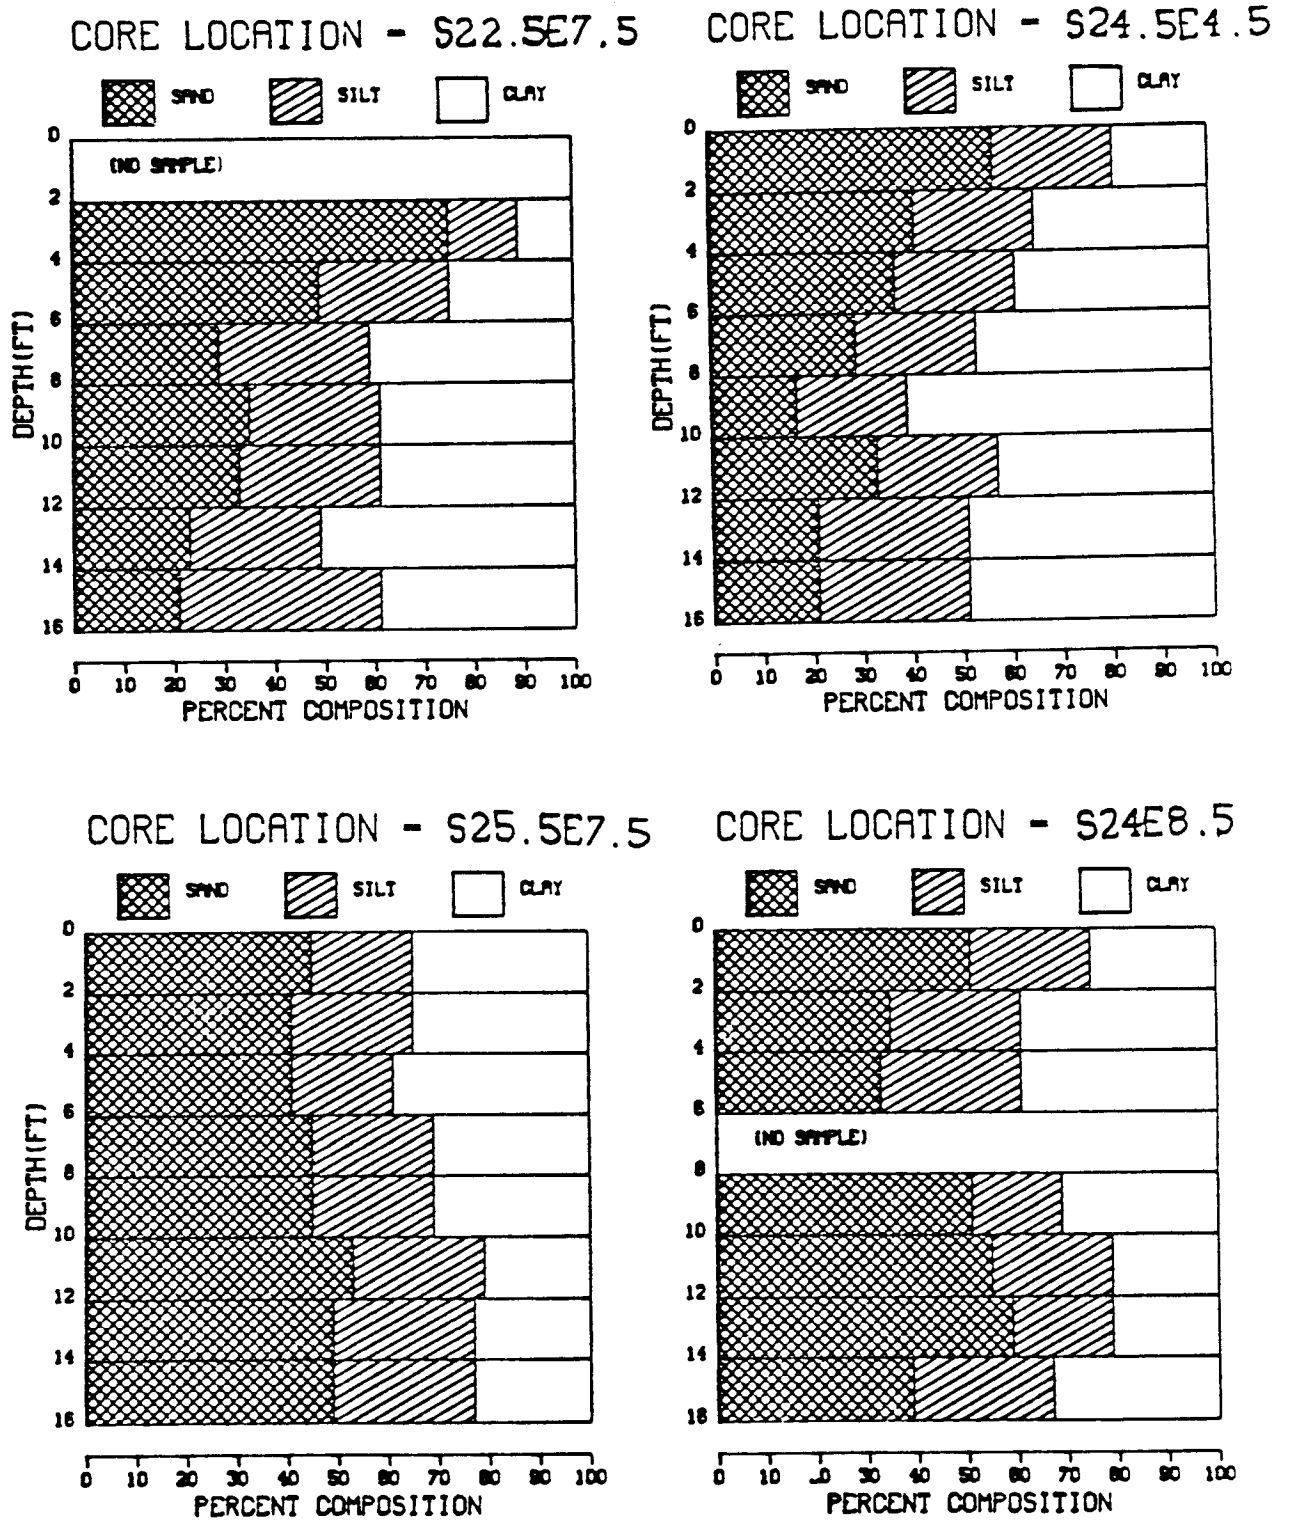 CORE LOCATION - S22.5E7.5
SAND SILT CLAY
0
(NO SAMPLE)
2
4
6
8
10
12
14
16
DEPTH(FT)
0 10 20 30 40 50 60 70 80 90 100
PERCENT COMPOSITION
CORE LOCATION - S24.5E4.5
SAND SILT CLAY
0
2
4
6
8
10
12
14
16
DEPTH(FT)
0 10 20 30 40 50 60 70 80 90 100
PERCENT COMPOSITION
CORE LOCATION - S25.5E7.5
SAND SILT CLAY
0
2
4
6
8
10
12
14
16
DEPTH(FT)
0 10 20 30 40 50 60 70 80 90 100
PERCENT COMPOSITION
CORE LOCATION - S24E8.5
SAND SILT CLAY
0
2
4
6
(NO SAMPLE)
8
10
12
14
16
0 10 20 30 40 50 60 70 80 90 100
PERCENT COMPOSITION